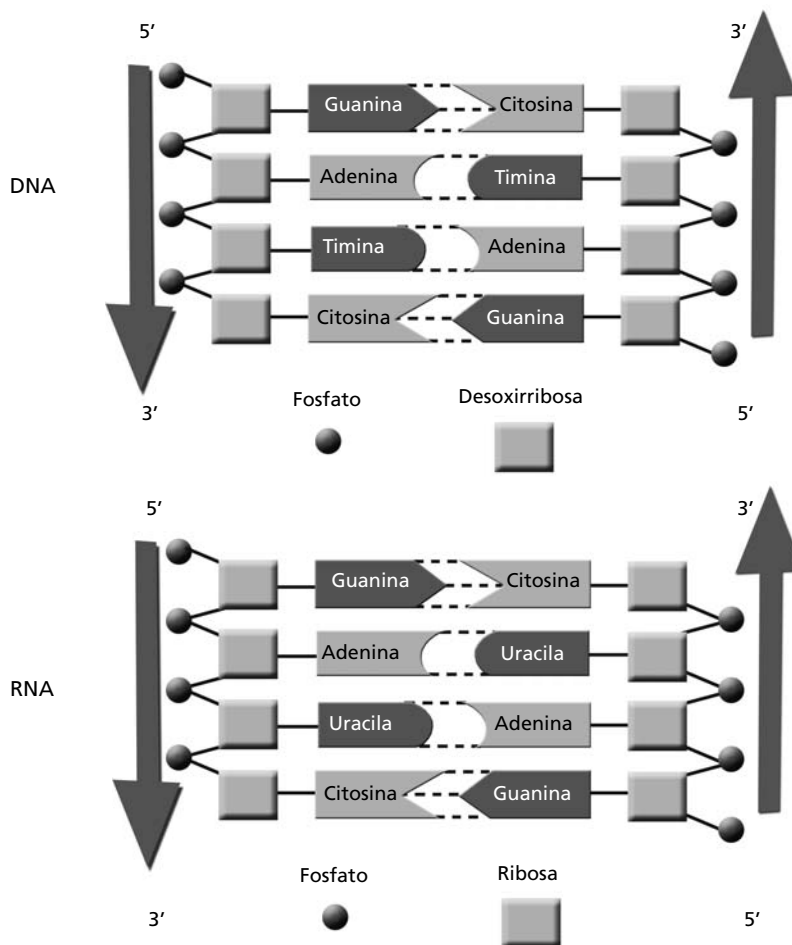 5’ 3’
Guanina Citosina
DNA
Adenina Timina
Timina Adenina
Citosina Guanina
3’ Fosfato Desoxirribosa 5’
5’ 3’
Guanina Citosina
Adenina Uracila
RNA
Uracila Adenina
Citosina Guanina
Fosfato Ribosa
3’ 5’